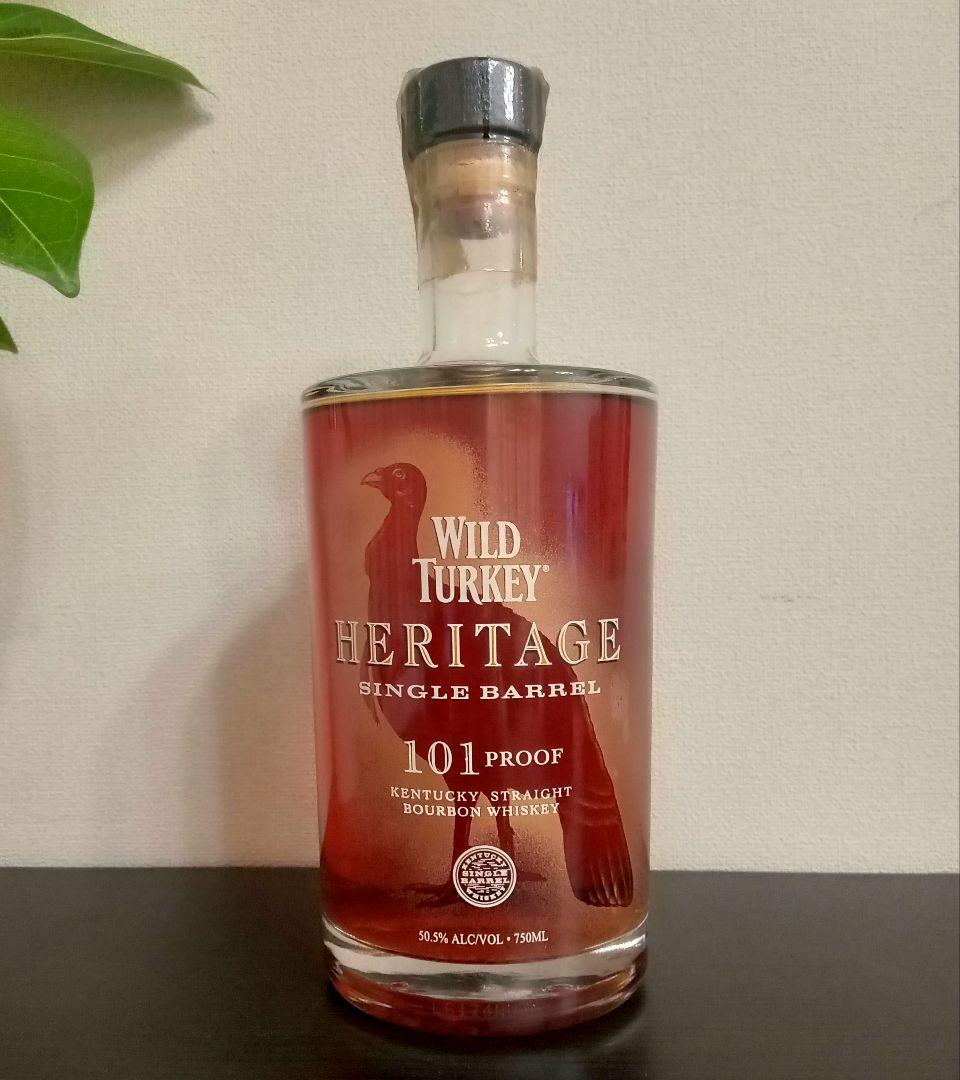 WILD
TURKEY®
HERITAGE
SINGLE BARREL
101 PROOF
KENTUCKY STRAIGHT
BOURBON WHISKEY
KENTUCKY
SINGLE
BARREL
WHISKEY
50.5% ALC/VOL • 750ML